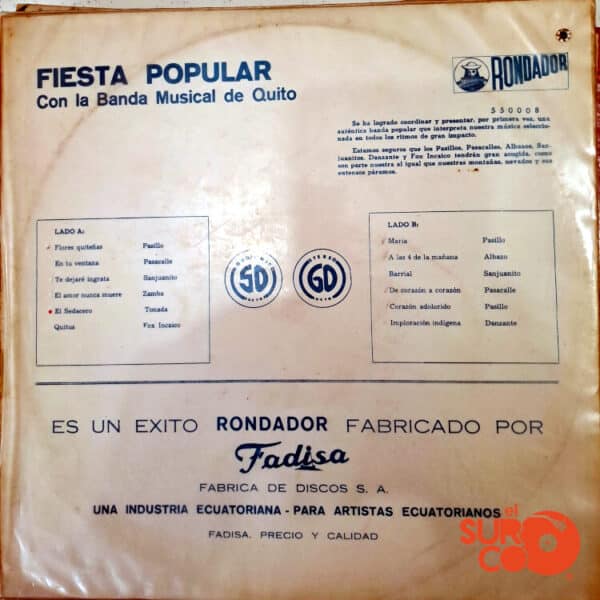 FIESTA POPULAR
Con la Banda Musical de Quito
RONDADOR
550008
Se ha logrado coordinar y presentar, por primera vez, una
auténtica banda popular que interpreta nuestra música seleccio-
nada en todos los ritmos de gran impacto.
Estamos seguros que los Pasillos, Pasacalles, Albazos, San-
juanitos, Danzante y Fox Incaico tendrán gran acogida, como
son parte nuestra al igual que nuestras montañas, nevados y sus
extensos páramos.
LADO A:
Flores quiteñas Pasillo
En tu ventana Pasacalle
Te dejaré ingrata Sanjuanito
El amor nunca muere Zamba
El Sedacero Tonada
Quitus Fox Incaico
SD
GD
LADO B:
María Pasillo
A las 4 de la mañana Albazo
Barrial Sanjuanito
De corazón a corazón Pasacalle
Corazón adolorido Pasillo
Imploración indígena Danzante
ES UN EXITO RONDADOR FABRICADO POR
Fadisa
FABRICA DE DISCOS S. A.
UNA INDUSTRIA ECUATORIANA - PARA ARTISTAS ECUATORIANOS
FADISA. PRECIO Y CALIDAD
el
SUR
CO